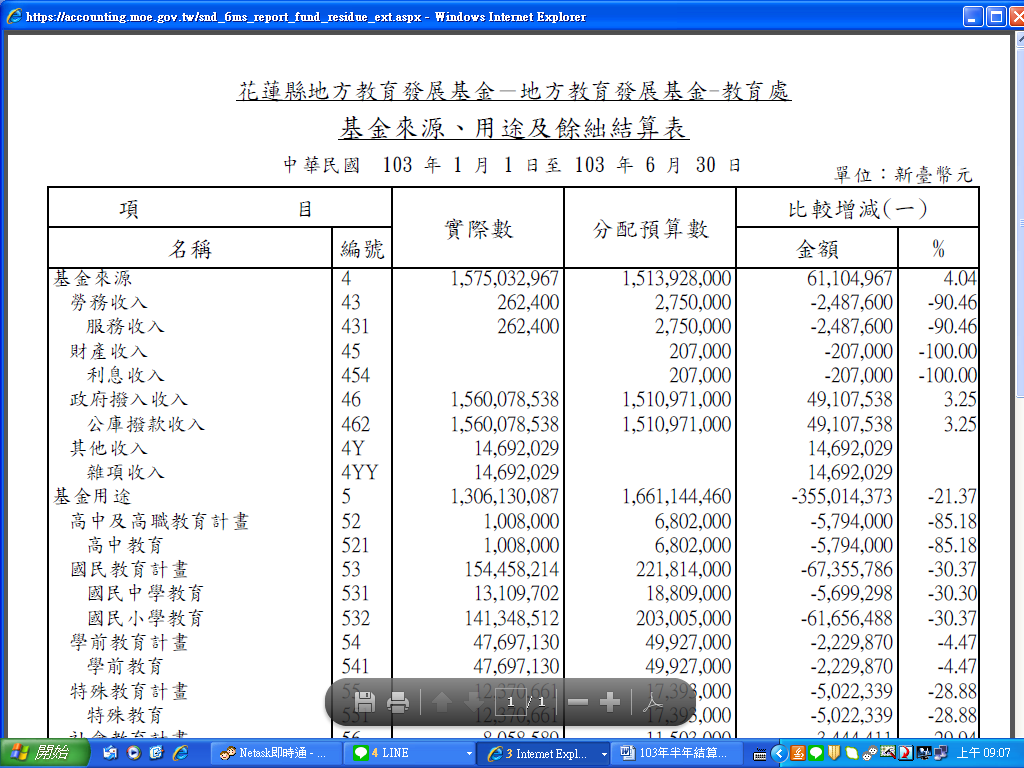 https://accounting.moe.gov.tw/snd_6ms_report_fund_residue_ext.aspx - Windows Internet Explorer
花蓮縣地方教育發展基金－地方教育發展基金-教育處
基金來源、用途及餘絀結算表
中華民國 103 年 1 月 1 日至 103 年 6 月 30 日
單位：新臺幣元
項 目 實際數 分配預算數 比較增減(－)
名稱 編號 金額 %
基金來源 4 1,575,032,967 1,513,928,000 61,104,967 4.04
勞務收入 43 262,400 2,750,000 -2,487,600 -90.46
服務收入 431 262,400 2,750,000 -2,487,600 -90.46
財產收入 45 207,000 -207,000 -100.00
利息收入 454 207,000 -207,000 -100.00
政府撥入收入 46 1,560,078,538 1,510,971,000 49,107,538 3.25
公庫撥款收入 462 1,560,078,538 1,510,971,000 49,107,538 3.25
其他收入 4Y 14,692,029 14,692,029
雜項收入 4YY 14,692,029 14,692,029
基金用途 5 1,306,130,087 1,661,144,460 -355,014,373 -21.37
高中及高職教育計畫 52 1,008,000 6,802,000 -5,794,000 -85.18
高中教育 521 1,008,000 6,802,000 -5,794,000 -85.18
國民教育計畫 53 154,458,214 221,814,000 -67,355,786 -30.37
國民中學教育 531 13,109,702 18,809,000 -5,699,298 -30.30
國民小學教育 532 141,348,512 203,005,000 -61,656,488 -30.37
學前教育計畫 54 47,697,130 49,927,000 -2,229,870 -4.47
學前教育 541 47,697,130 49,927,000 -2,229,870 -4.47
特殊教育計畫 55 12,370,661 17,393,000 -5,022,339 -28.88
特殊教育 551 12,370,661 17,393,000 -5,022,339 -28.88
1 / 1
開始 Netask即時通 - ... 4 LINE 3 Internet Expl... 103年半年結算... 上午 09:07